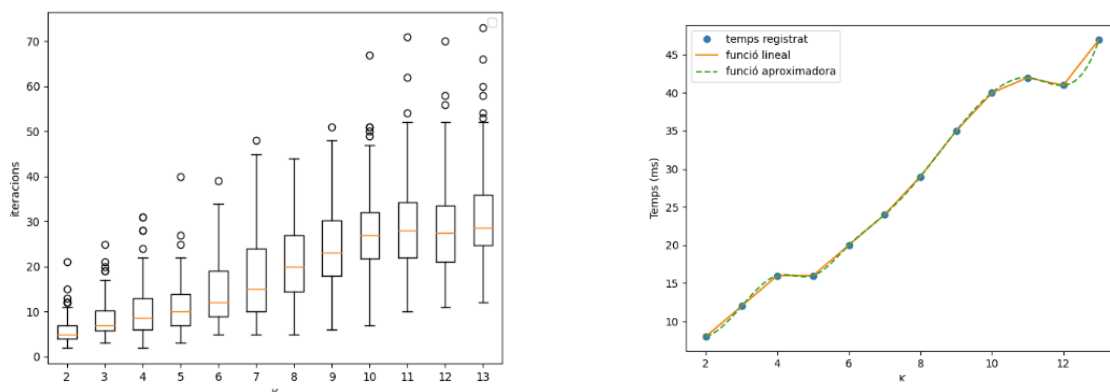 70
60
50
40
30
20
10
0
iteracions
2 3 4 5 6 7 8 9 10 11 12 13
temps registrat
funció lineal
funció aproximadora
45
40
35
30
25
20
15
10
Temps (ms)
2 4 6 8 10 12
K